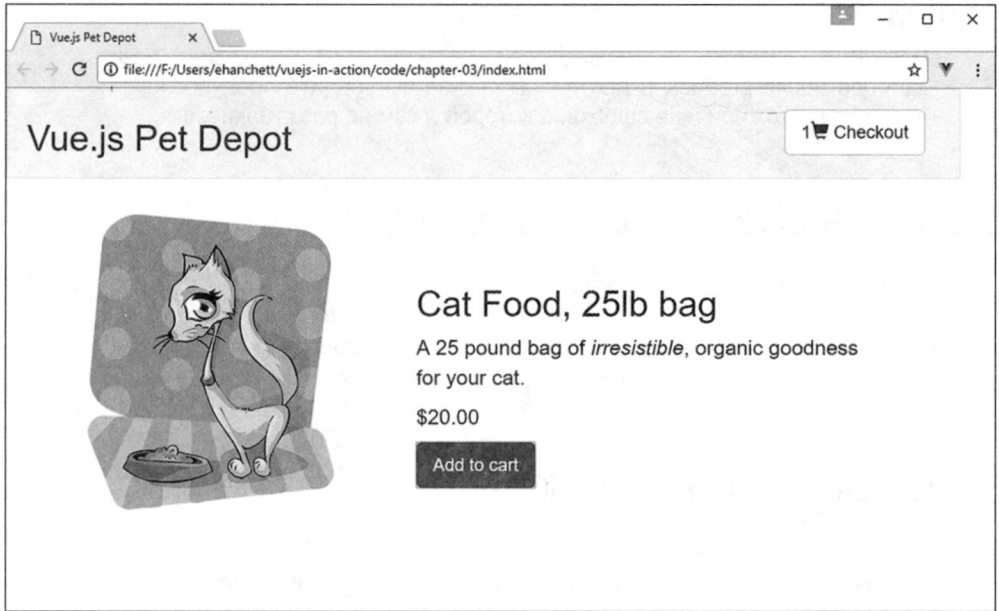 Vue.js Pet Depot
file:///F:/Users/ehanchett/vuejs-in-action/code/chapter-03/index.html
Vue.js Pet Depot
1 Checkout
Cat Food, 25lb bag
A 25 pound bag of irresistible, organic goodness
for your cat.
$20.00
Add to cart